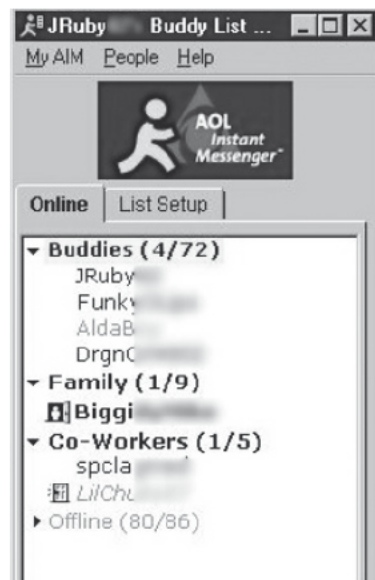 JRuby Buddy List ...
My AIM People Help
AOL
Instant
Messenger
Online List Setup
Buddies (4/72)
JRuby
Funky
AldaB
DrgnC
Family (1/9)
Biggi
Co-Workers (1/5)
spcla
LilChu
Offline (80/86)